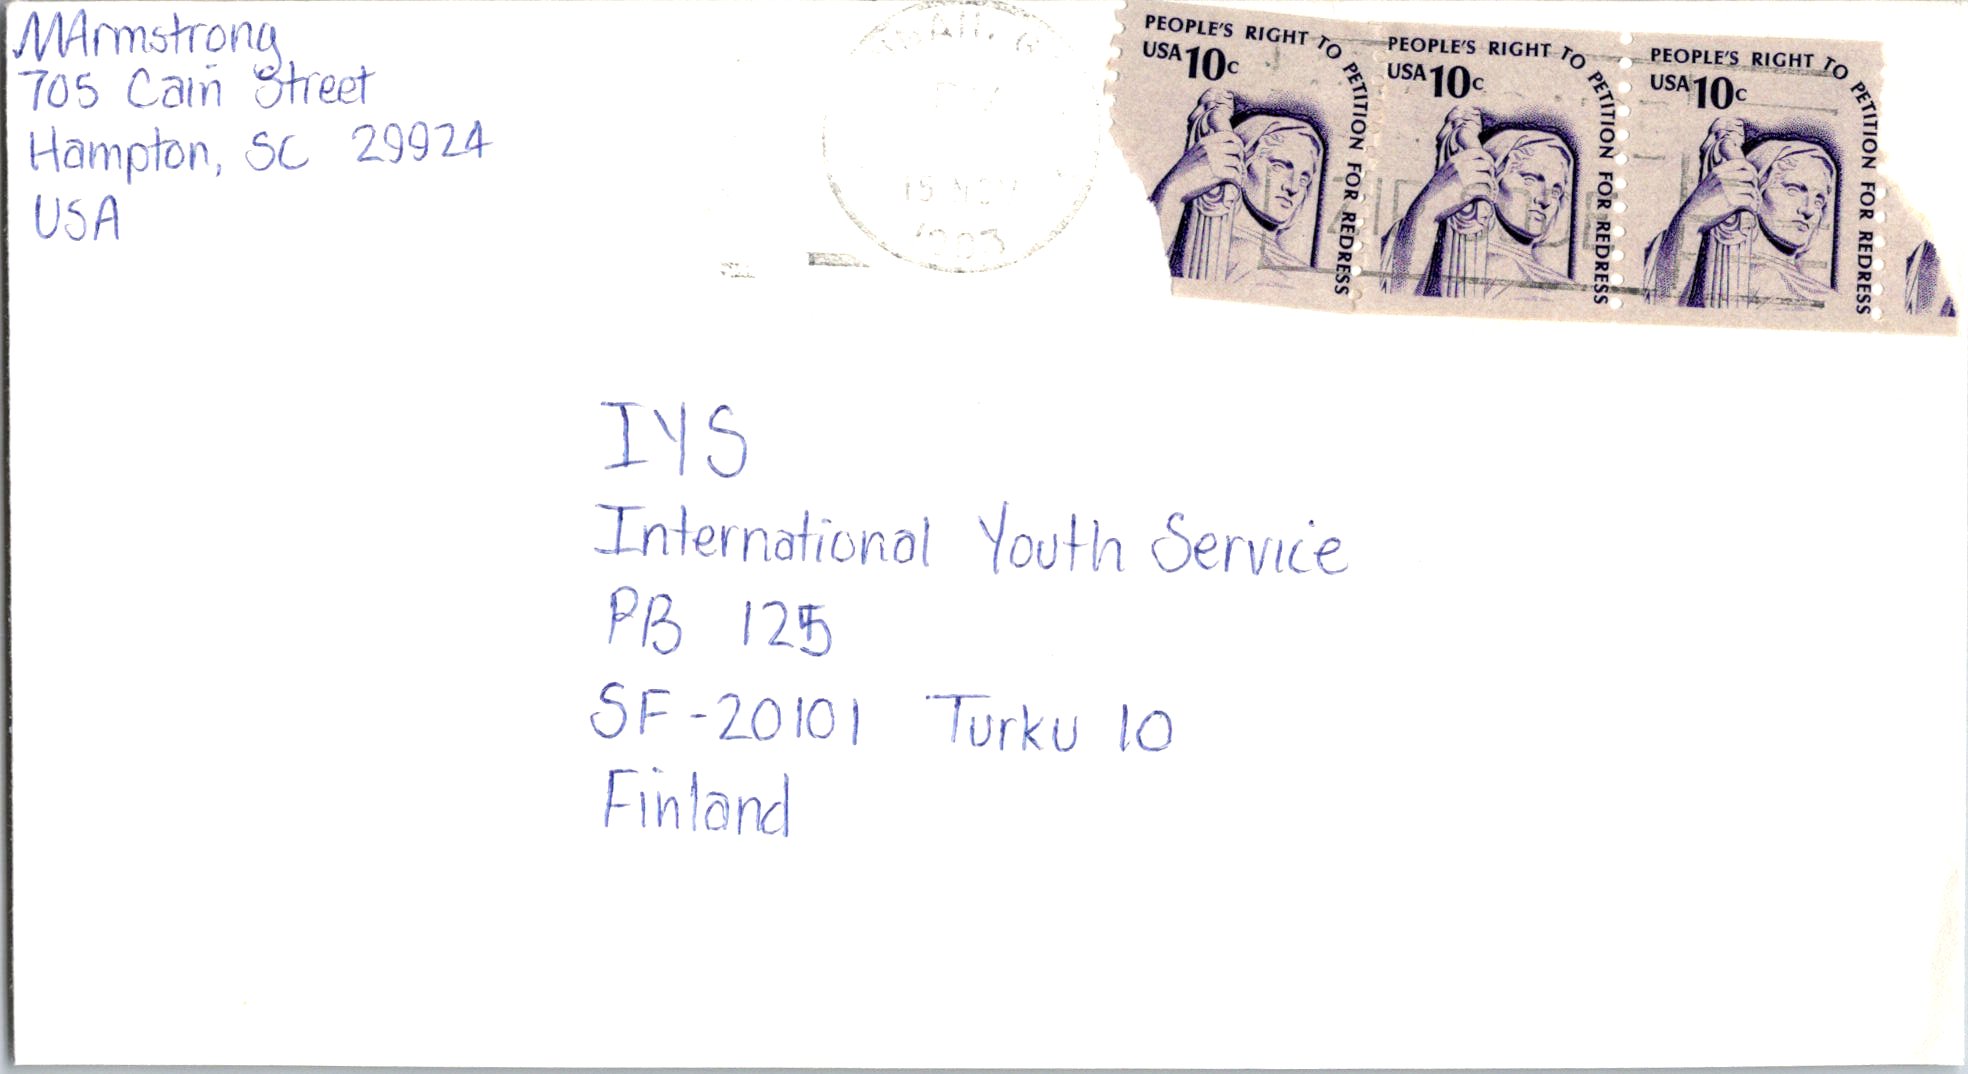 MArmstrong
705 Cain Street
Hampton, SC 29924
USA
15 NOV
PEOPLE'S RIGHT TO PETITION FOR REDRESS
USA 10c
PEOPLE'S RIGHT TO PETITION FOR REDRESS
USA 10c
PEOPLE'S RIGHT TO PETITION FOR REDRESS
USA 10c
IYS
International Youth Service
PB 125
SF-20101 Turku 10
Finland